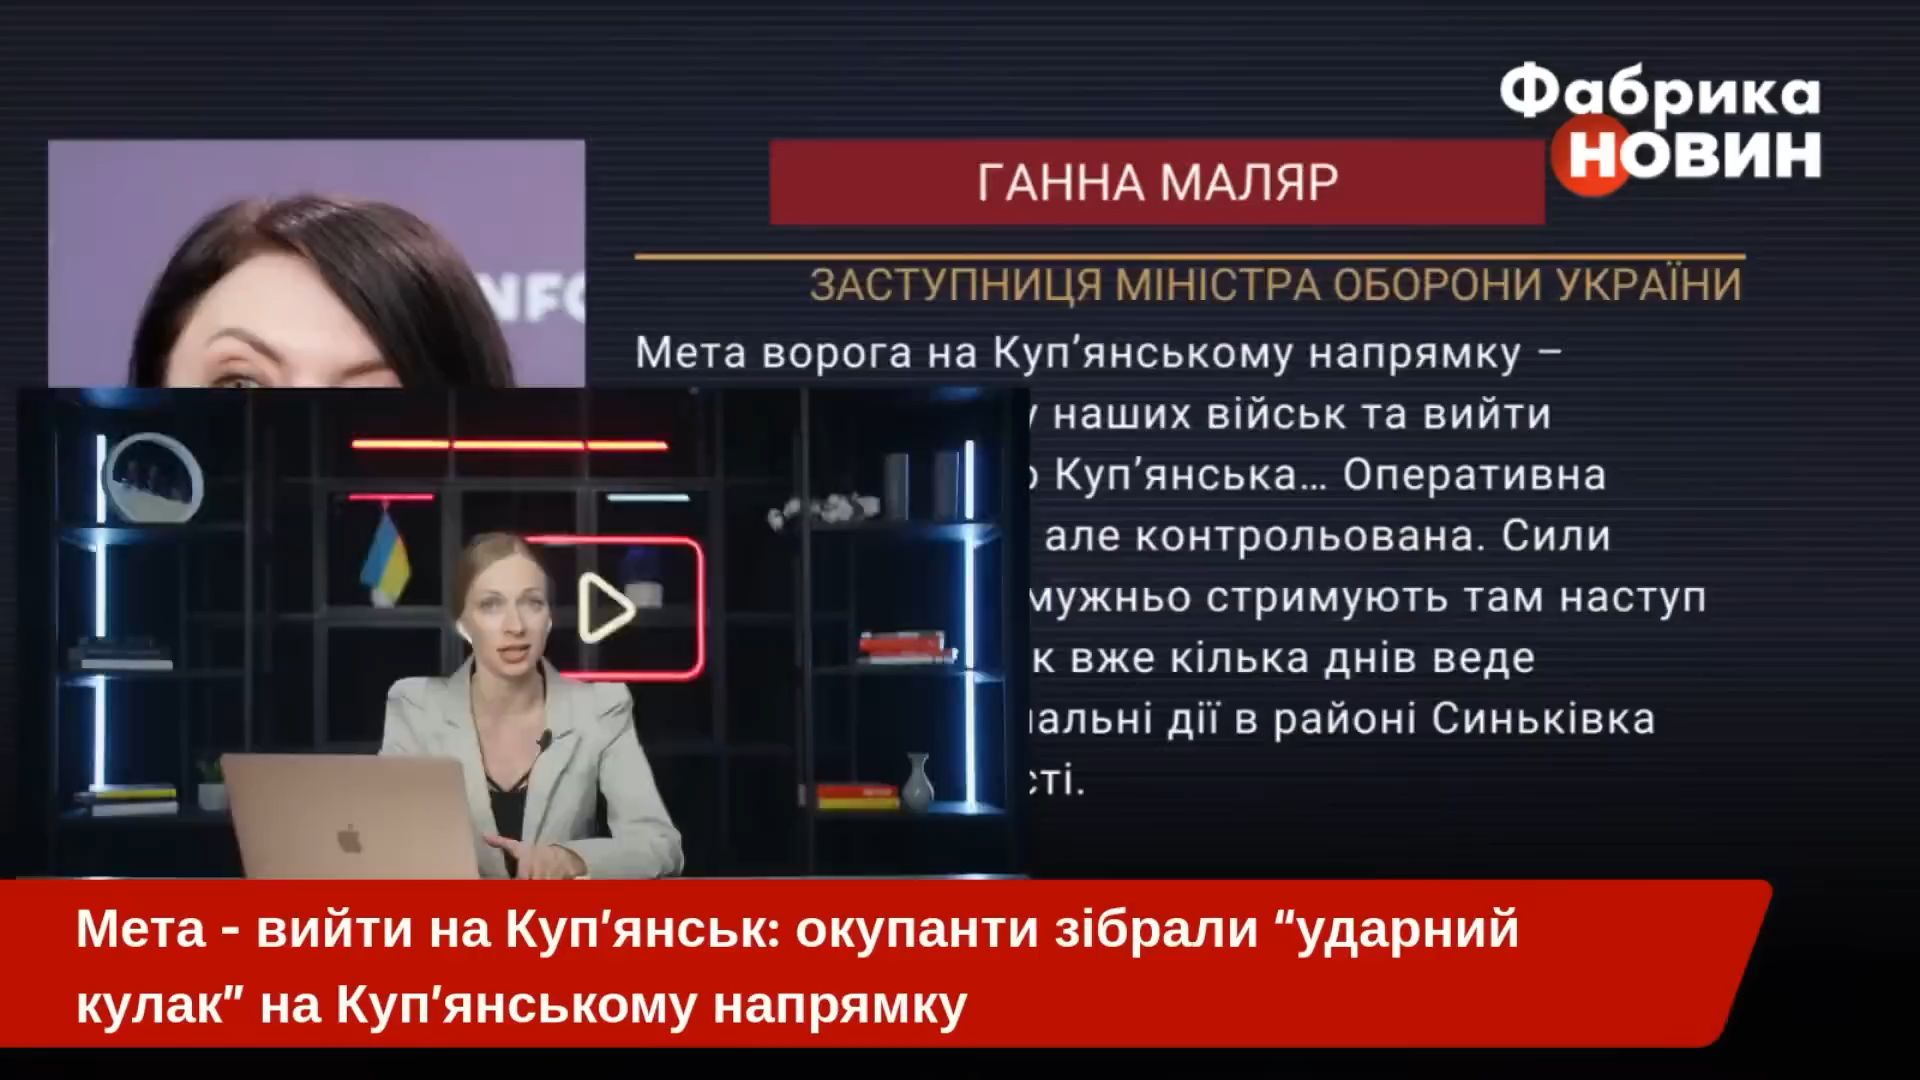 Фабрика
новин
ГАННА МАЛЯР
ЗАСТУПНИЦЯ МІНІСТРА ОБОРОНИ УКРАЇНИ
Мета ворога на Куп’янському напрямку –
наших військ та вийти
Куп’янська... Оперативна
але контрольована. Сили
мужньо стримують там наступ
вже кілька днів веде
дії в районі Синьківка
Мета - вийти на Куп'янськ: окупанти зібрали “ударний
кулак” на Куп'янському напрямку